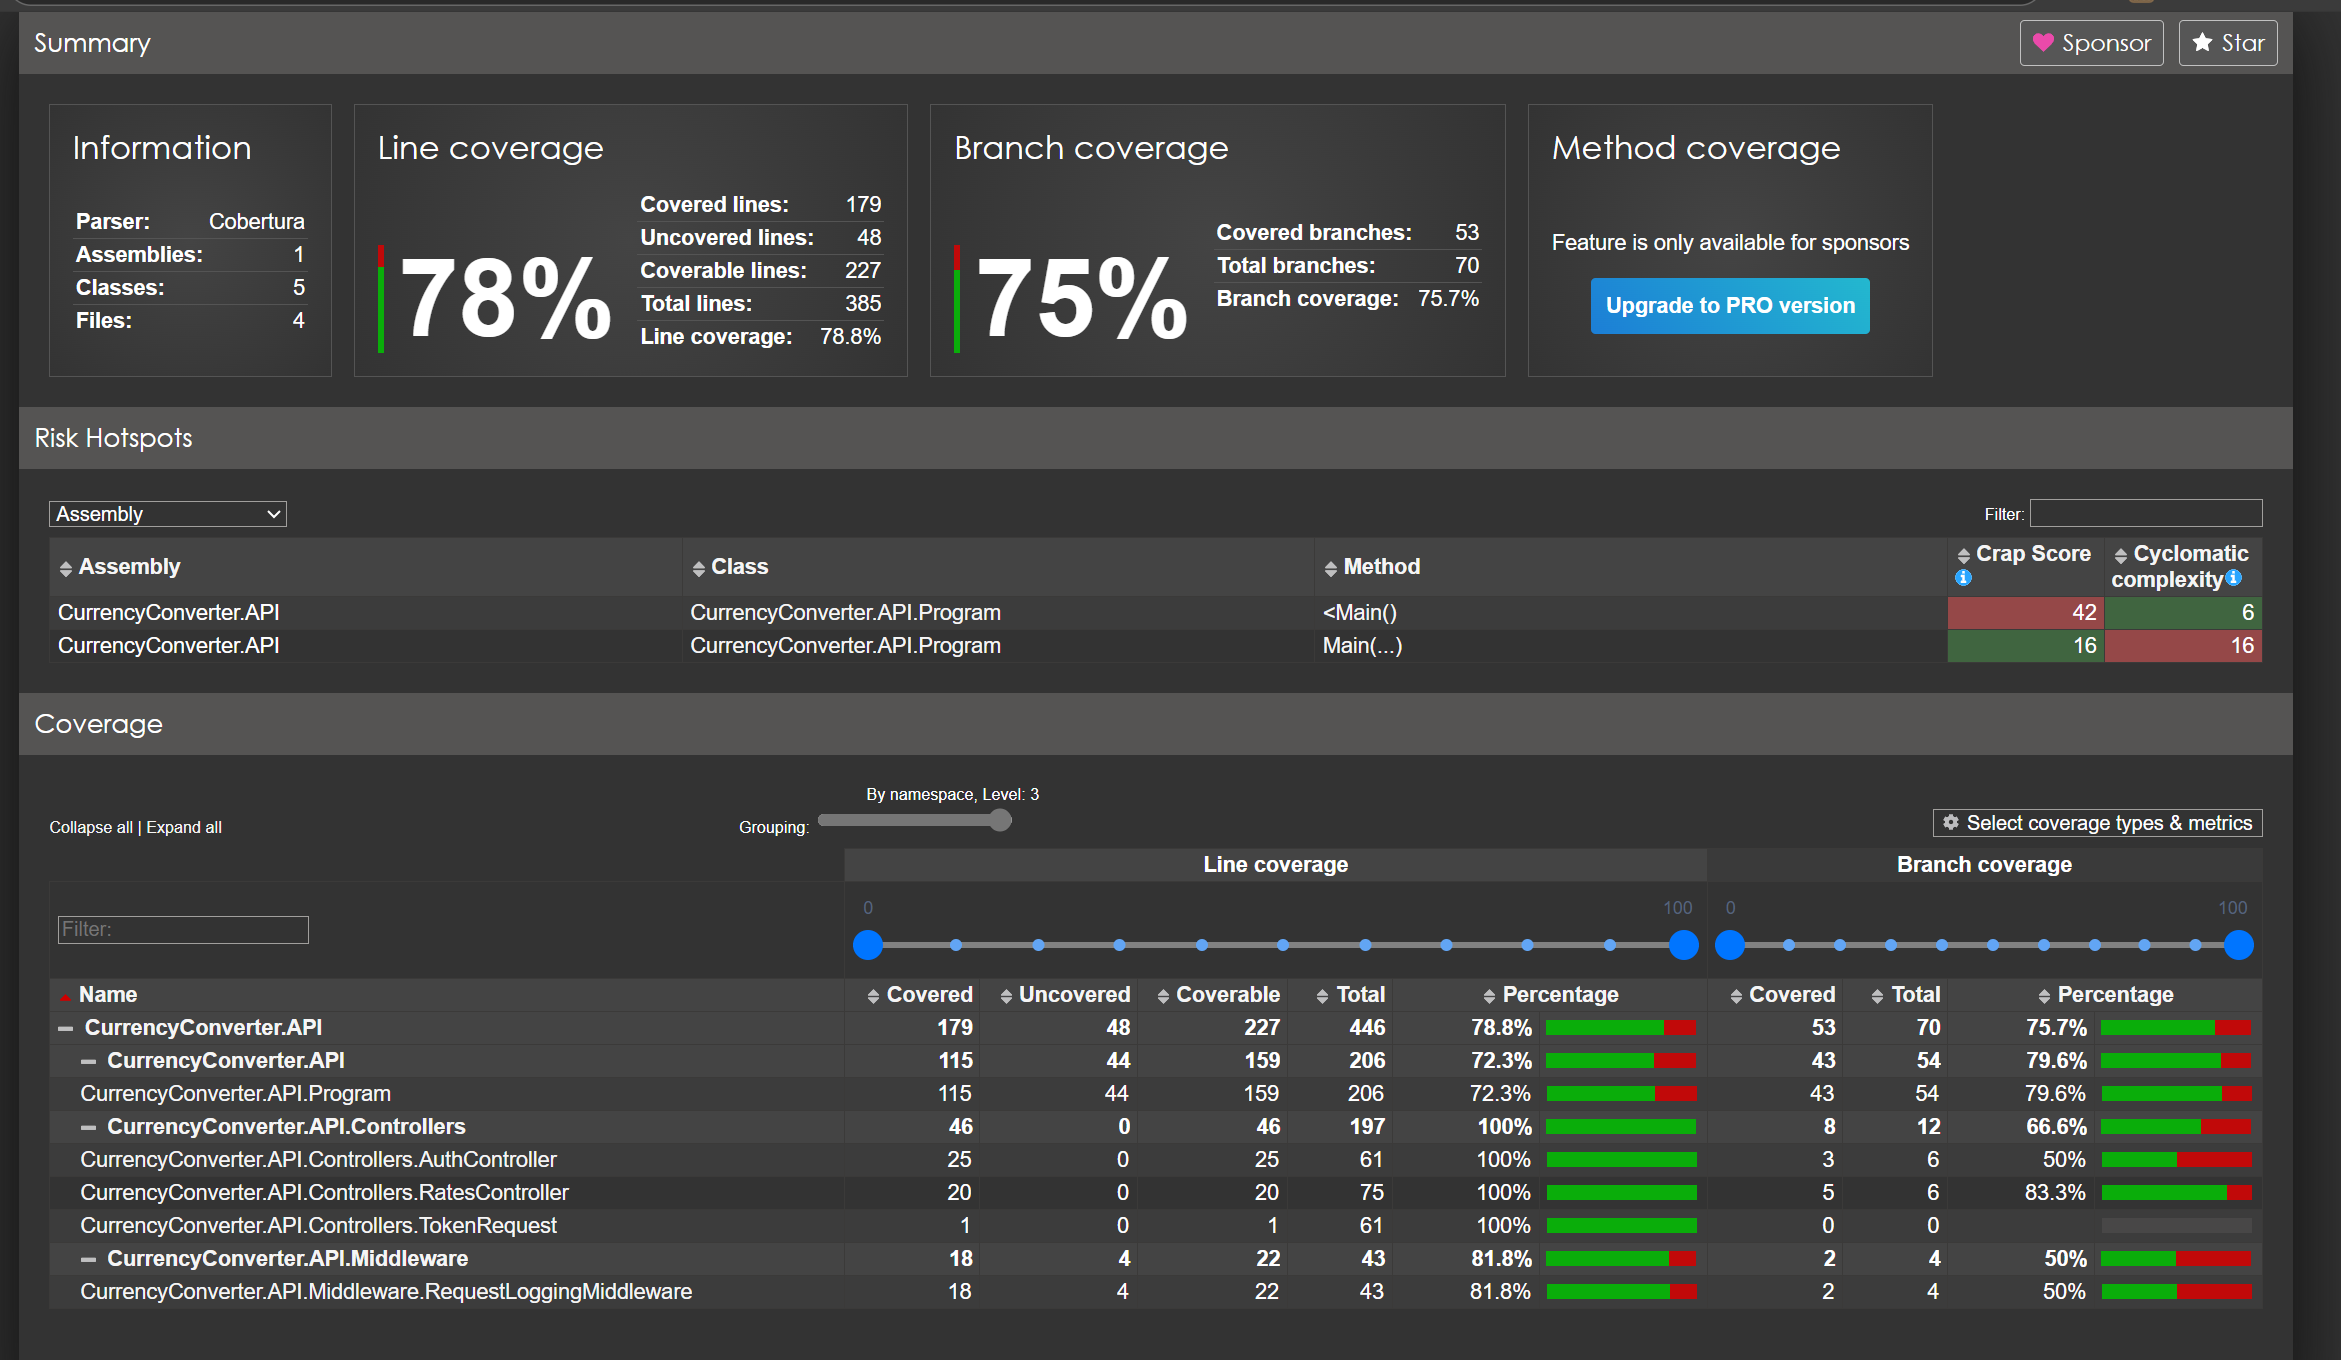 Summary
Sponsor
Star
Information
Parser: Cobertura
Assemblies: 1
Classes: 5
Files: 4
Line coverage
78%
Covered lines: 179
Uncovered lines: 48
Coverable lines: 227
Total lines: 385
Line coverage: 78.8%
Branch coverage
75%
Covered branches: 53
Total branches: 70
Branch coverage: 75.7%
Method coverage
Feature is only available for sponsors
Upgrade to PRO version
Risk Hotspots
Assembly
Filter:
Assembly Class Method Crap Score Cyclomatic complexity
CurrencyConverter.API CurrencyConverter.API.Program <Main() 42 6
CurrencyConverter.API CurrencyConverter.API.Program Main(...) 16 16
Coverage
Collapse all | Expand all
By namespace, Level: 3
Grouping:
Select coverage types & metrics
Line coverage Branch coverage
Filter:
0 100 0 100
Name Covered Uncovered Coverable Total Percentage Covered Total Percentage
CurrencyConverter.API 179 48 227 446 78.8% 53 70 75.7%
CurrencyConverter.API 115 44 159 206 72.3% 43 54 79.6%
CurrencyConverter.API.Program 115 44 159 206 72.3% 43 54 79.6%
CurrencyConverter.API.Controllers 46 0 46 197 100% 8 12 66.6%
CurrencyConverter.API.Controllers.AuthController 25 0 25 61 100% 3 6 50%
CurrencyConverter.API.Controllers.RatesController 20 0 20 75 100% 5 6 83.3%
CurrencyConverter.API.Controllers.TokenRequest 1 0 1 61 100% 0 0
CurrencyConverter.API.Middleware 18 4 22 43 81.8% 2 4 50%
CurrencyConverter.API.Middleware.RequestLoggingMiddleware 18 4 22 43 81.8% 2 4 50%